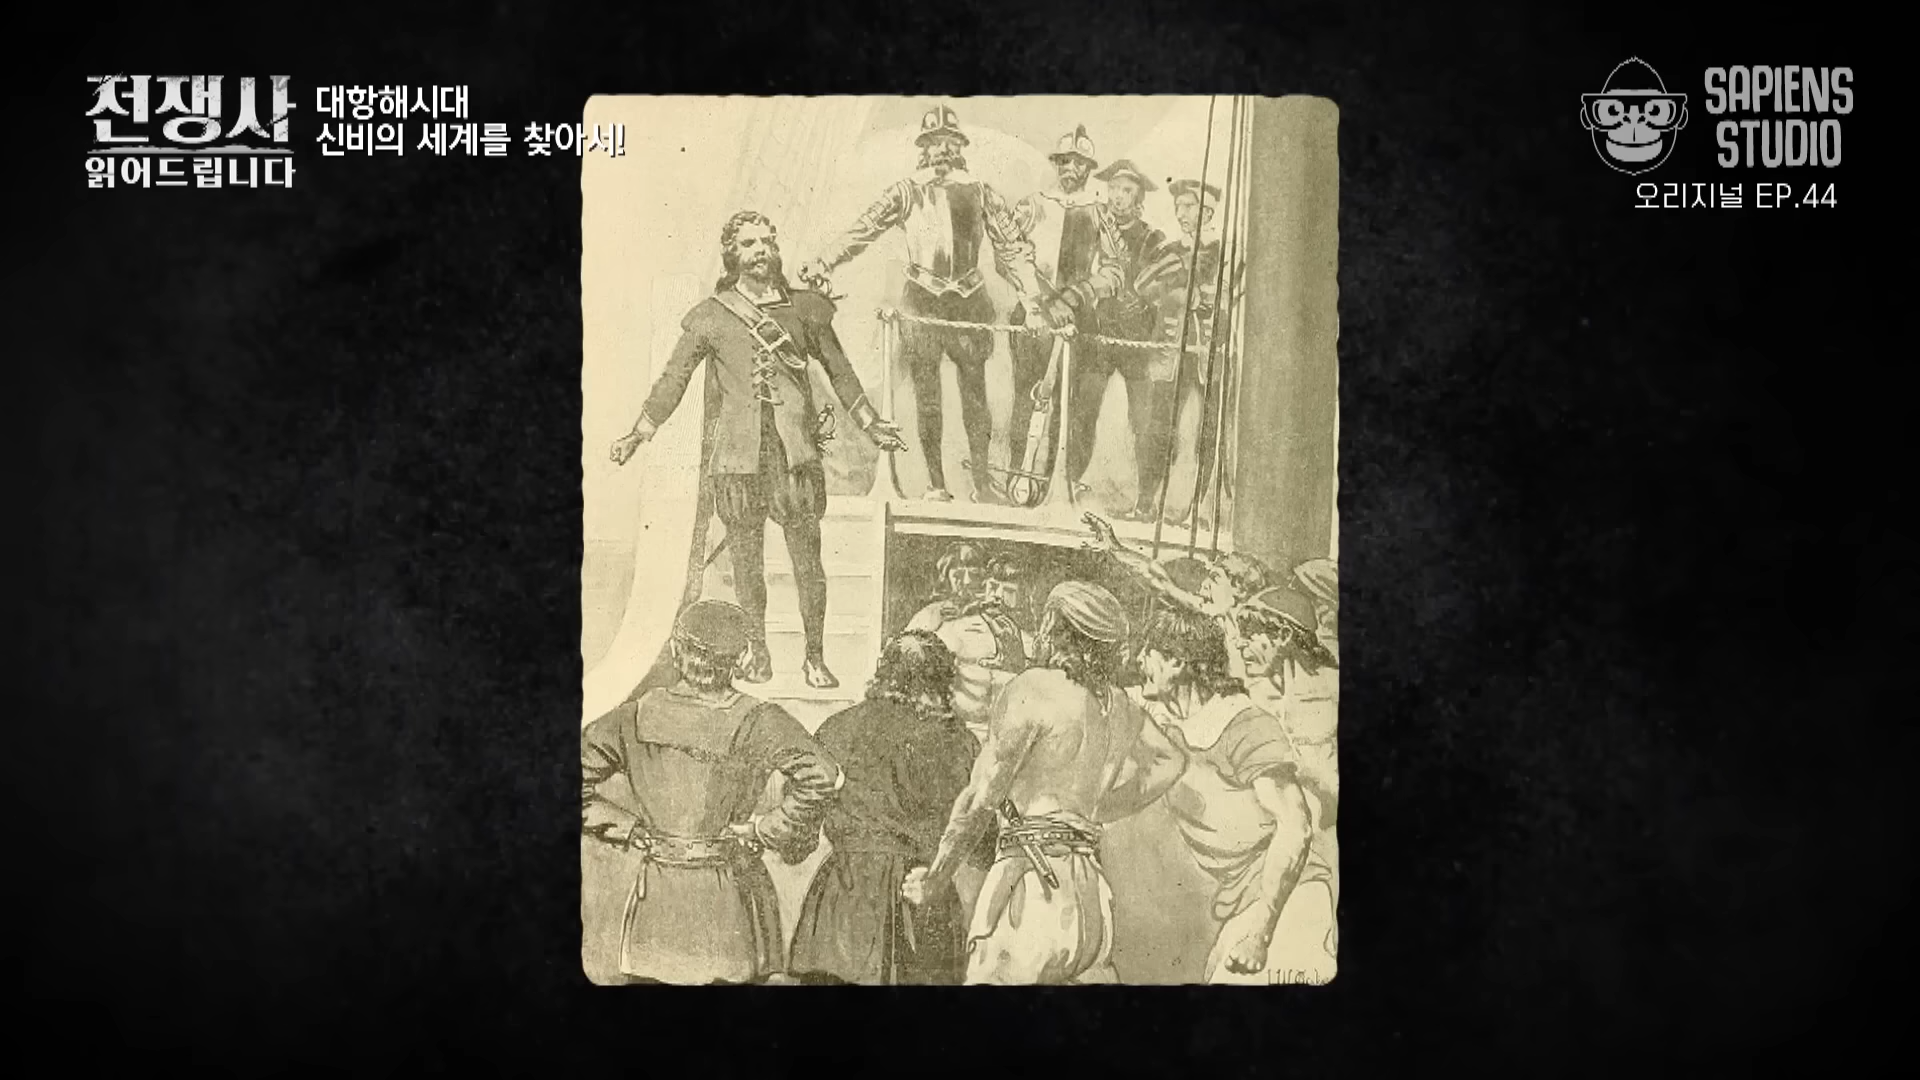 전쟁사
읽어드립니다
대항해시대
신비의 세계를 찾아서!
SAPIENS
STUDIO
오리지널 EP.44